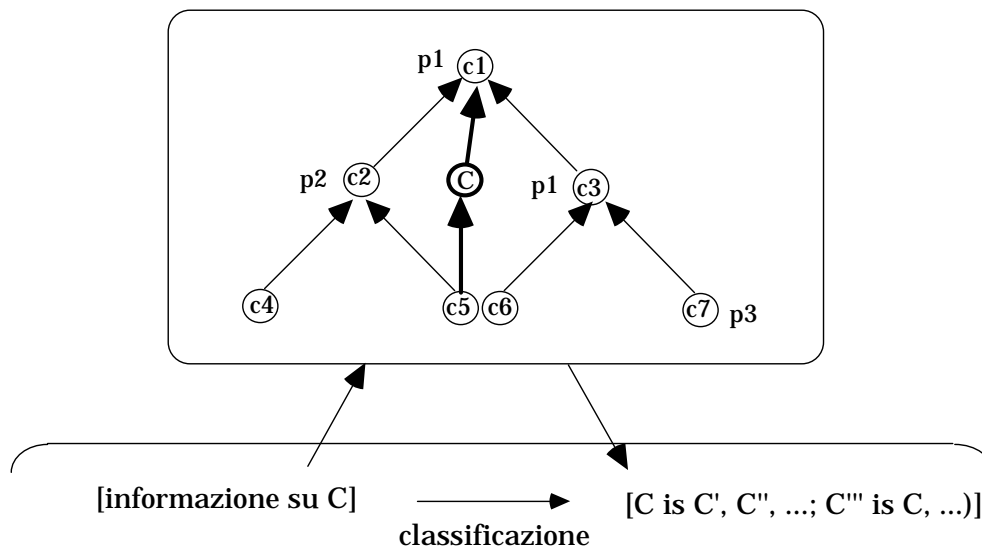 p1 c1
p2 c2 C p1 c3
c4 c5 c6 c7 p3
[informazione su C] [C is C', C'', ...; C''' is C, ...)]
classificazione